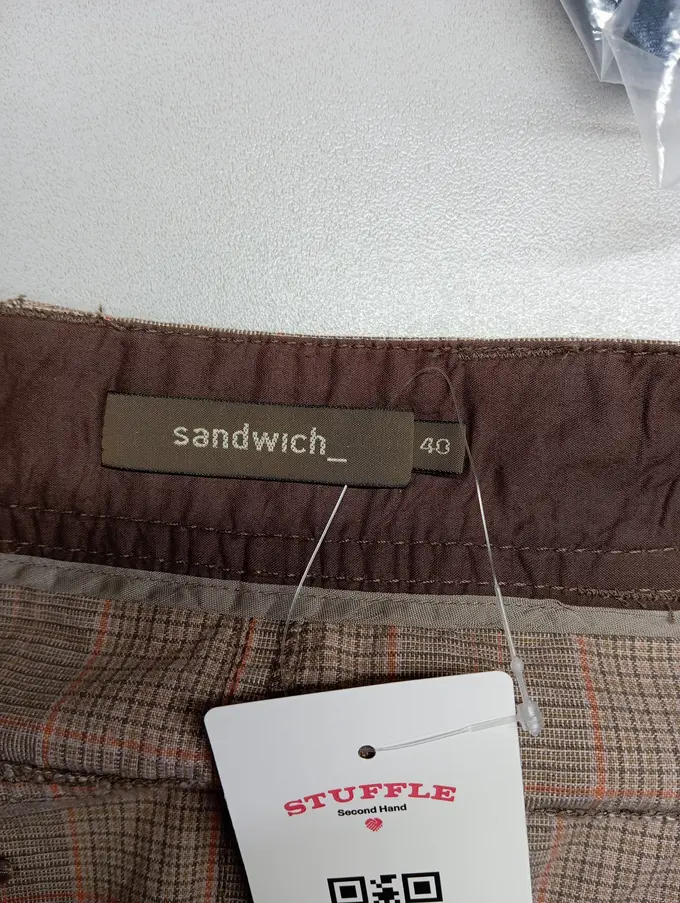 sandwich_
40
STUFFLE
Second Hand